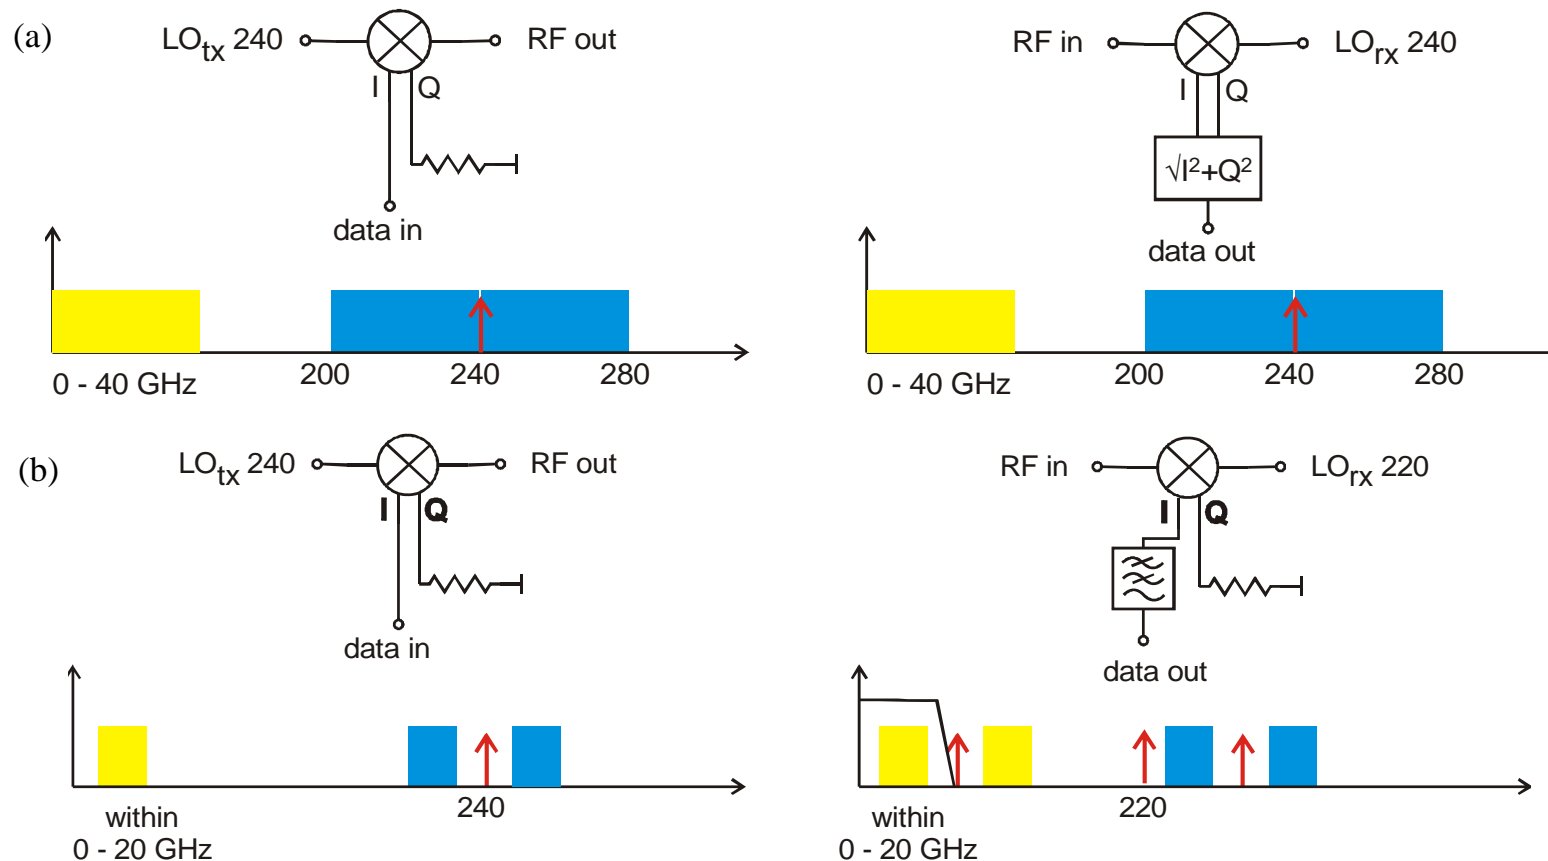 (a)
LOtx 240
RF out
I Q
data in
0 - 40 GHz
200
240
280
RF in
LOrx 240
I Q
√I²+Q²
data out
0 - 40 GHz
200
240
280
(b)
LOtx 240
RF out
I Q
data in
within
0 - 20 GHz
240
RF in
LOrx 220
I Q
data out
within
0 - 20 GHz
220